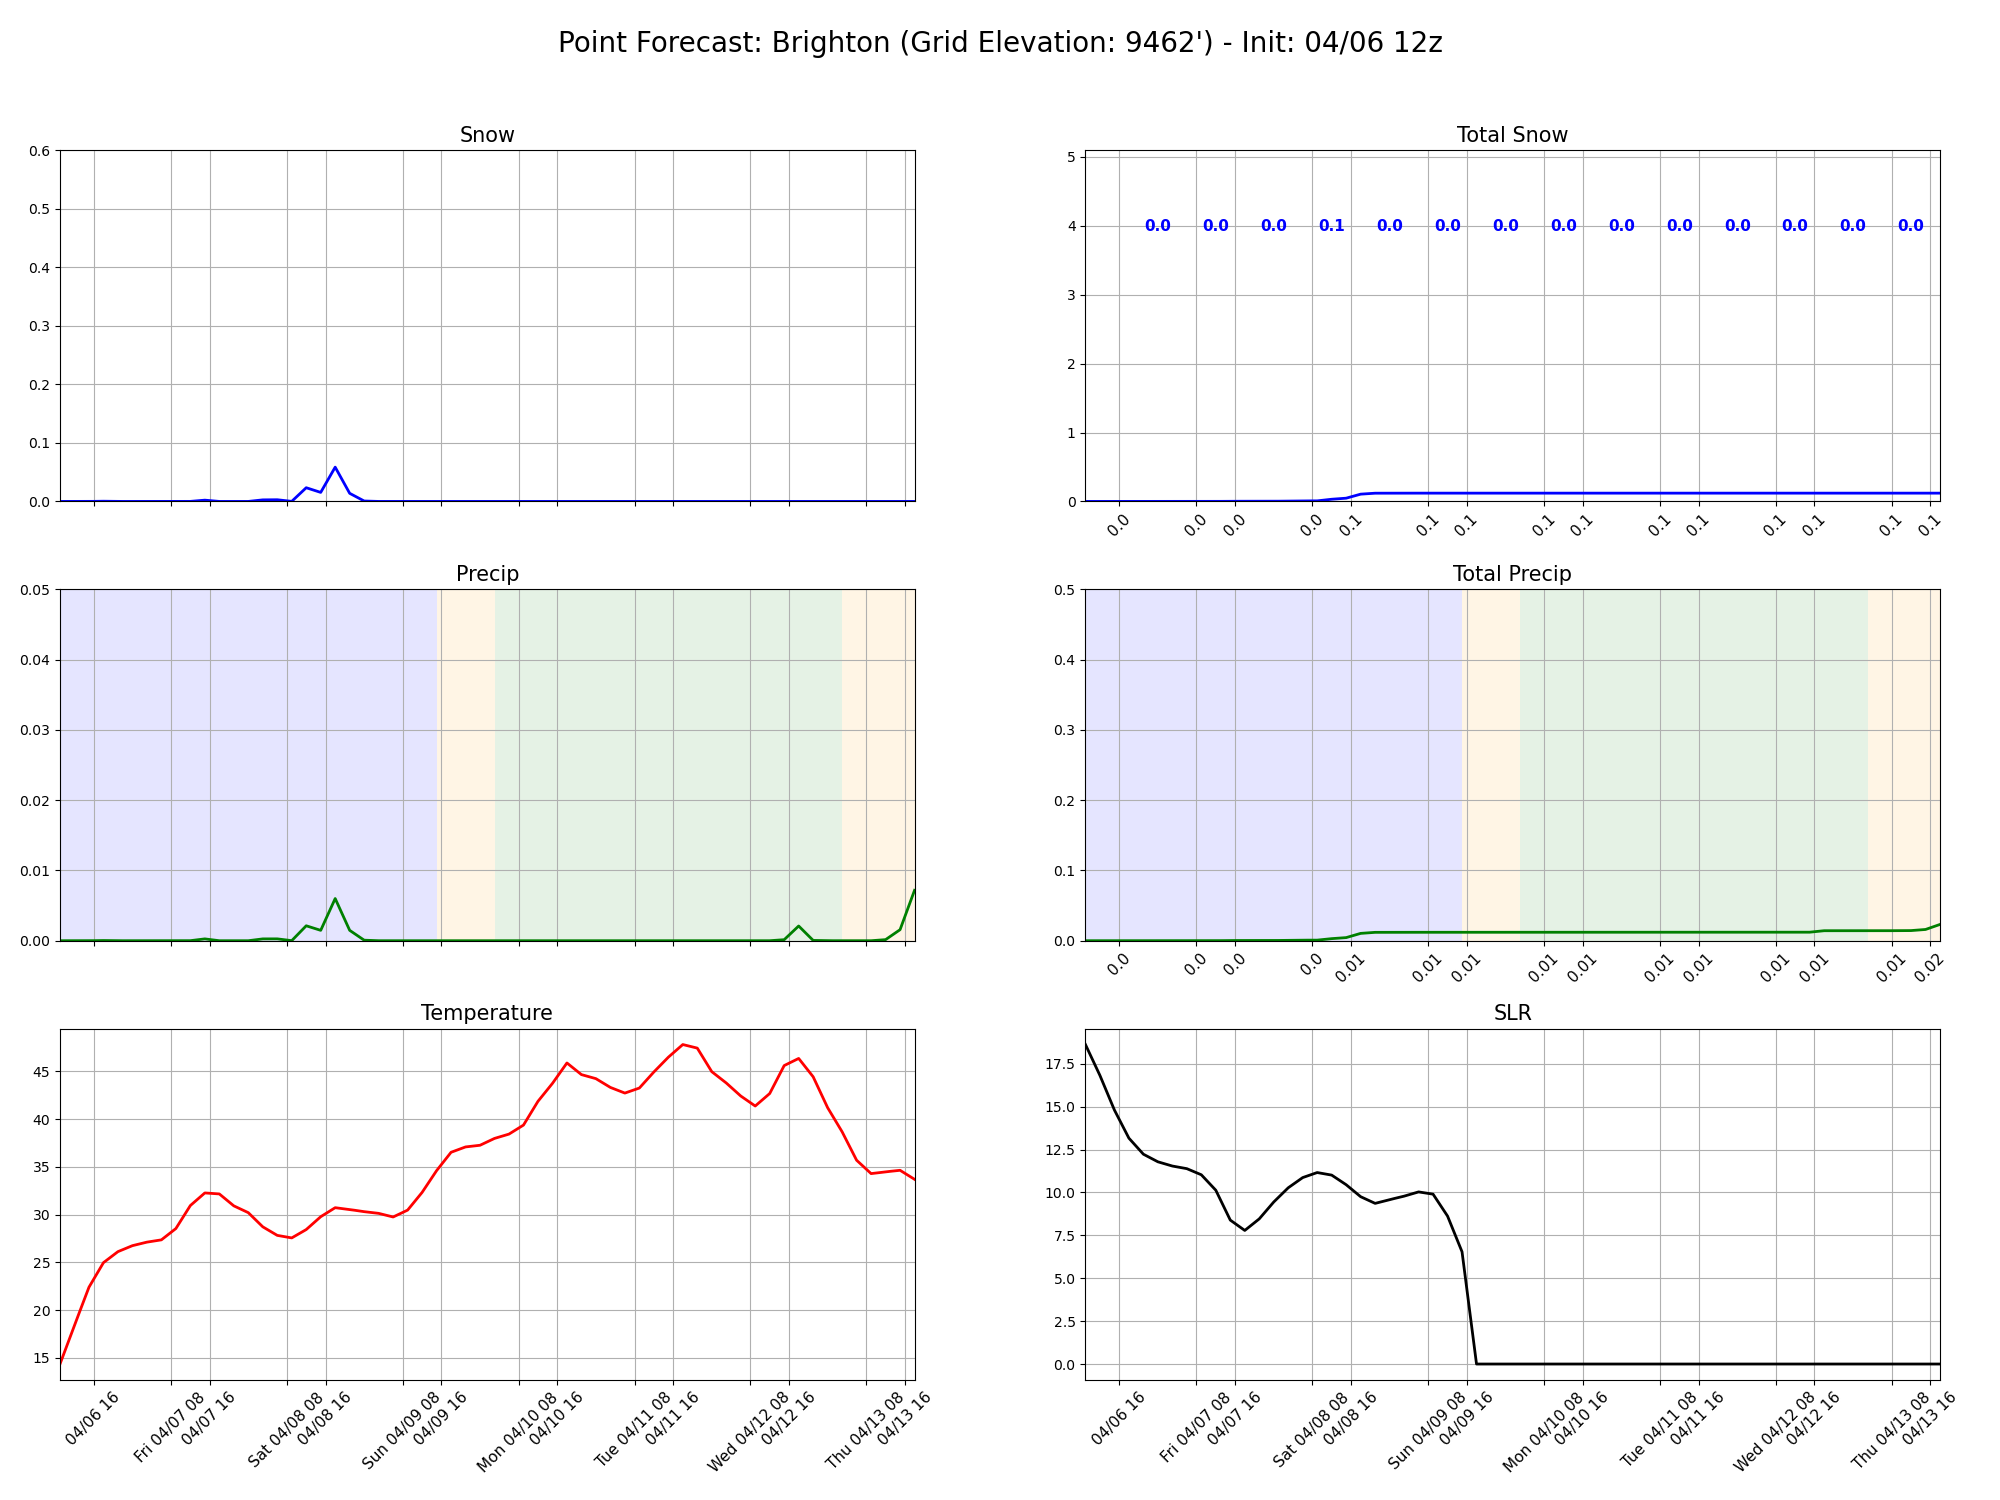 Point Forecast: Brighton (Grid Elevation: 9462') - Init: 04/06 12z
Snow
0.6
0.5
0.4
0.3
0.2
0.1
0.0
Total Snow
5
4
3
2
1
0
0.0 0.0 0.0 0.1 0.0 0.0 0.0 0.0 0.0 0.0 0.0 0.0 0.0 0.0
0.0 0.0 0.0 0.0 0.1 0.1 0.1 0.1 0.1 0.1 0.1 0.1 0.1 0.1 0.1
Precip
0.05
0.04
0.03
0.02
0.01
0.00
Total Precip
0.5
0.4
0.3
0.2
0.1
0.0
0.0 0.0 0.0 0.0 0.01 0.01 0.01 0.01 0.01 0.01 0.01 0.01 0.01 0.01 0.02
Temperature
45
40
35
30
25
20
15
04/06 16
Fri 04/07 08
04/07 16
Sat 04/08 08
04/08 16
Sun 04/09 08
04/09 16
Mon 04/10 08
04/10 16
Tue 04/11 08
04/11 16
Wed 04/12 08
04/12 16
Thu 04/13 08
04/13 16
SLR
17.5
15.0
12.5
10.0
7.5
5.0
2.5
0.0
04/06 16
Fri 04/07 08
04/07 16
Sat 04/08 08
04/08 16
Sun 04/09 08
04/09 16
Mon 04/10 08
04/10 16
Tue 04/11 08
04/11 16
Wed 04/12 08
04/12 16
Thu 04/13 08
04/13 16